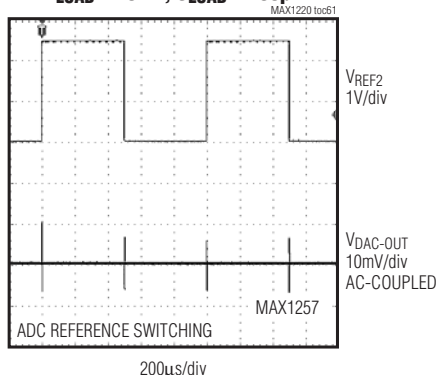 MAX1220 toc61
VREF2
1V/div
VDAC-OUT
10mV/div
AC-COUPLED
MAX1257
ADC REFERENCE SWITCHING
200µs/div